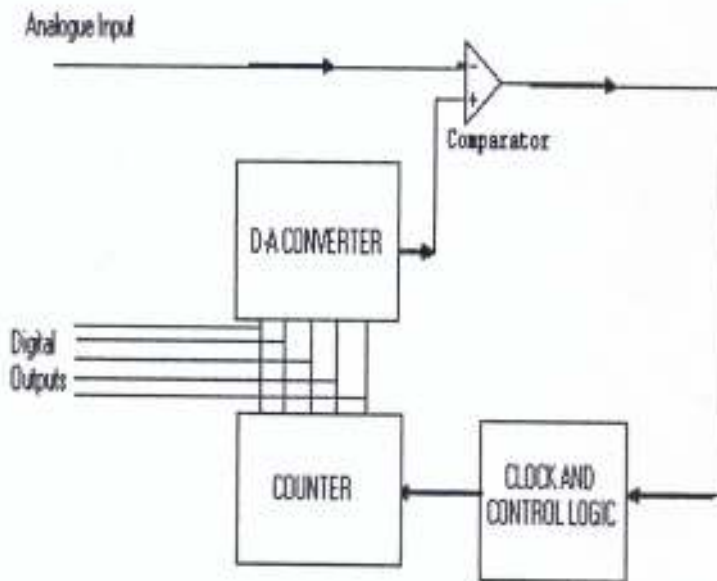 Analogue Input
-
+
Comparator
D-A CONVERTER
Digital
Outputs
COUNTER
CLOCK AND
CONTROL LOGIC